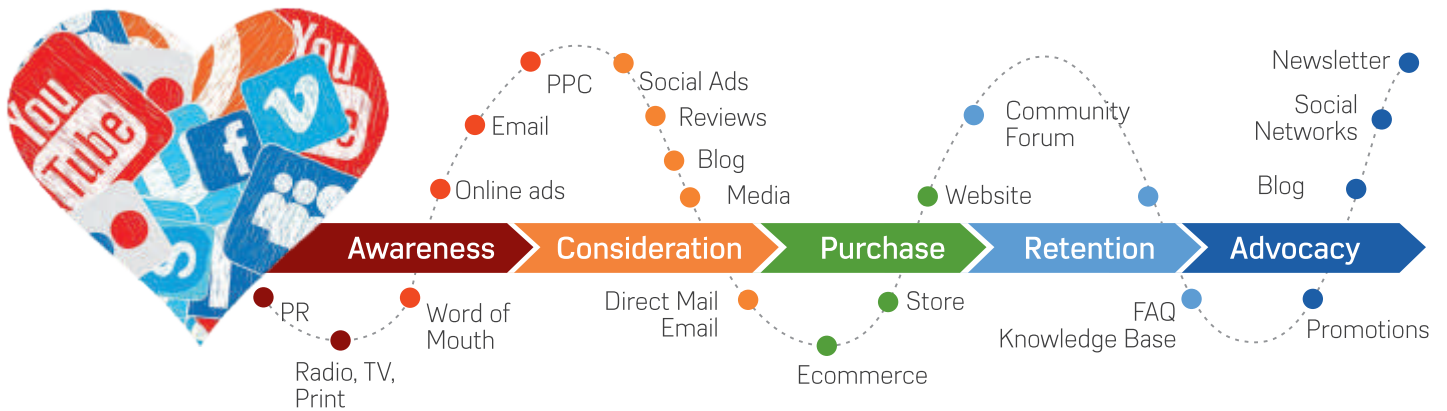 You
Tube
You
f
PPC
Social Ads
Reviews
Email
Blog
Online ads
Media
Website
Community
Forum
Newsletter
Social
Networks
Blog
Awareness
Consideration
Purchase
Retention
Advocacy
PR
Word of
Mouth
Radio, TV,
Print
Direct Mail
Email
Store
Ecommerce
FAQ
Knowledge Base
Promotions